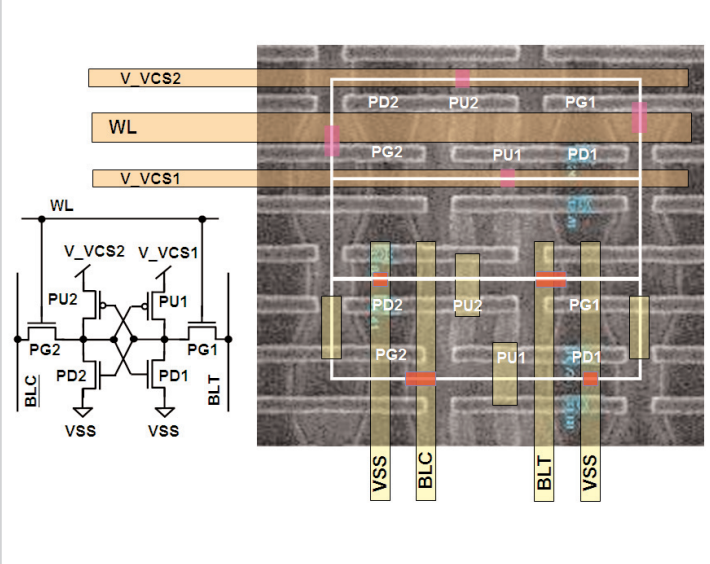 V_VCS2
PD2 PU2 PG1
WL
PG2 PU1 PD1
V_VCS1
WL
V_VCS2 V_VCS1
PU2 PU1
PG2 PG1
PD2 PD1
BLC BLT
VSS VSS
PD2 PU2 PG1
PG2 PU1 PD1
VSS BLC BLT VSS